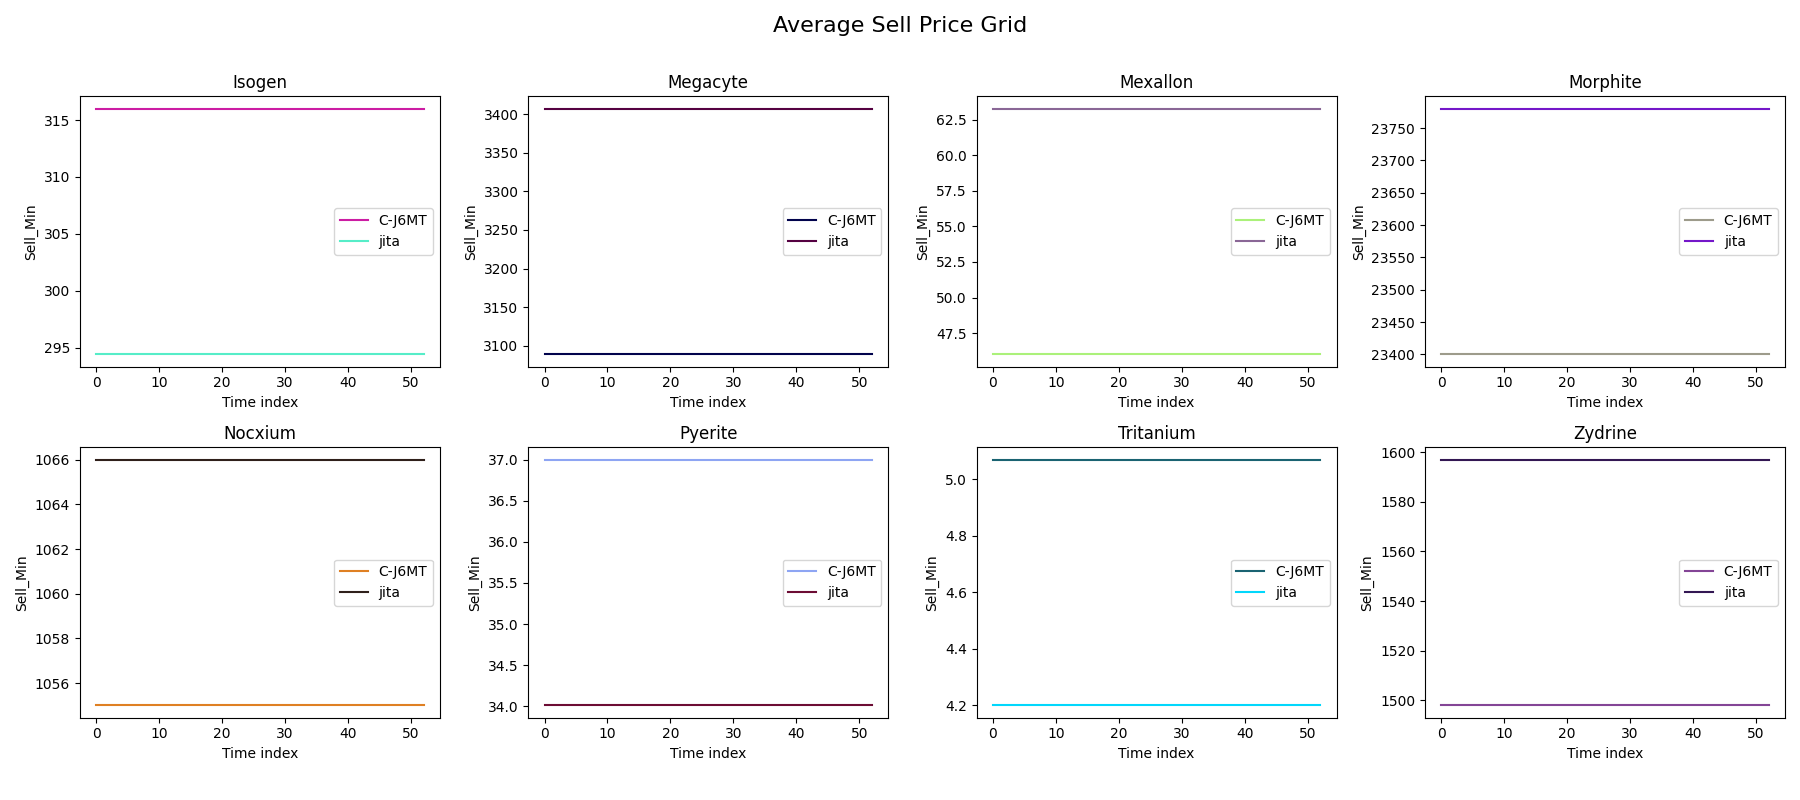 Average Sell Price Grid
Isogen
Sell_Min
315
310
305
300
295
0 10 20 30 40 50
Time index
C-J6MT
jita
Megacyte
Sell_Min
3400
3350
3300
3250
3200
3150
3100
0 10 20 30 40 50
Time index
C-J6MT
jita
Mexallon
Sell_Min
62.5
60.0
57.5
55.0
52.5
50.0
47.5
0 10 20 30 40 50
Time index
C-J6MT
jita
Morphite
Sell_Min
23750
23700
23650
23600
23550
23500
23450
23400
0 10 20 30 40 50
Time index
C-J6MT
jita
Nocxium
Sell_Min
1066
1064
1062
1060
1058
1056
0 10 20 30 40 50
Time index
C-J6MT
jita
Pyerite
Sell_Min
37.0
36.5
36.0
35.5
35.0
34.5
34.0
0 10 20 30 40 50
Time index
C-J6MT
jita
Tritanium
Sell_Min
5.0
4.8
4.6
4.4
4.2
0 10 20 30 40 50
Time index
C-J6MT
jita
Zydrine
Sell_Min
1600
1580
1560
1540
1520
1500
0 10 20 30 40 50
Time index
C-J6MT
jita